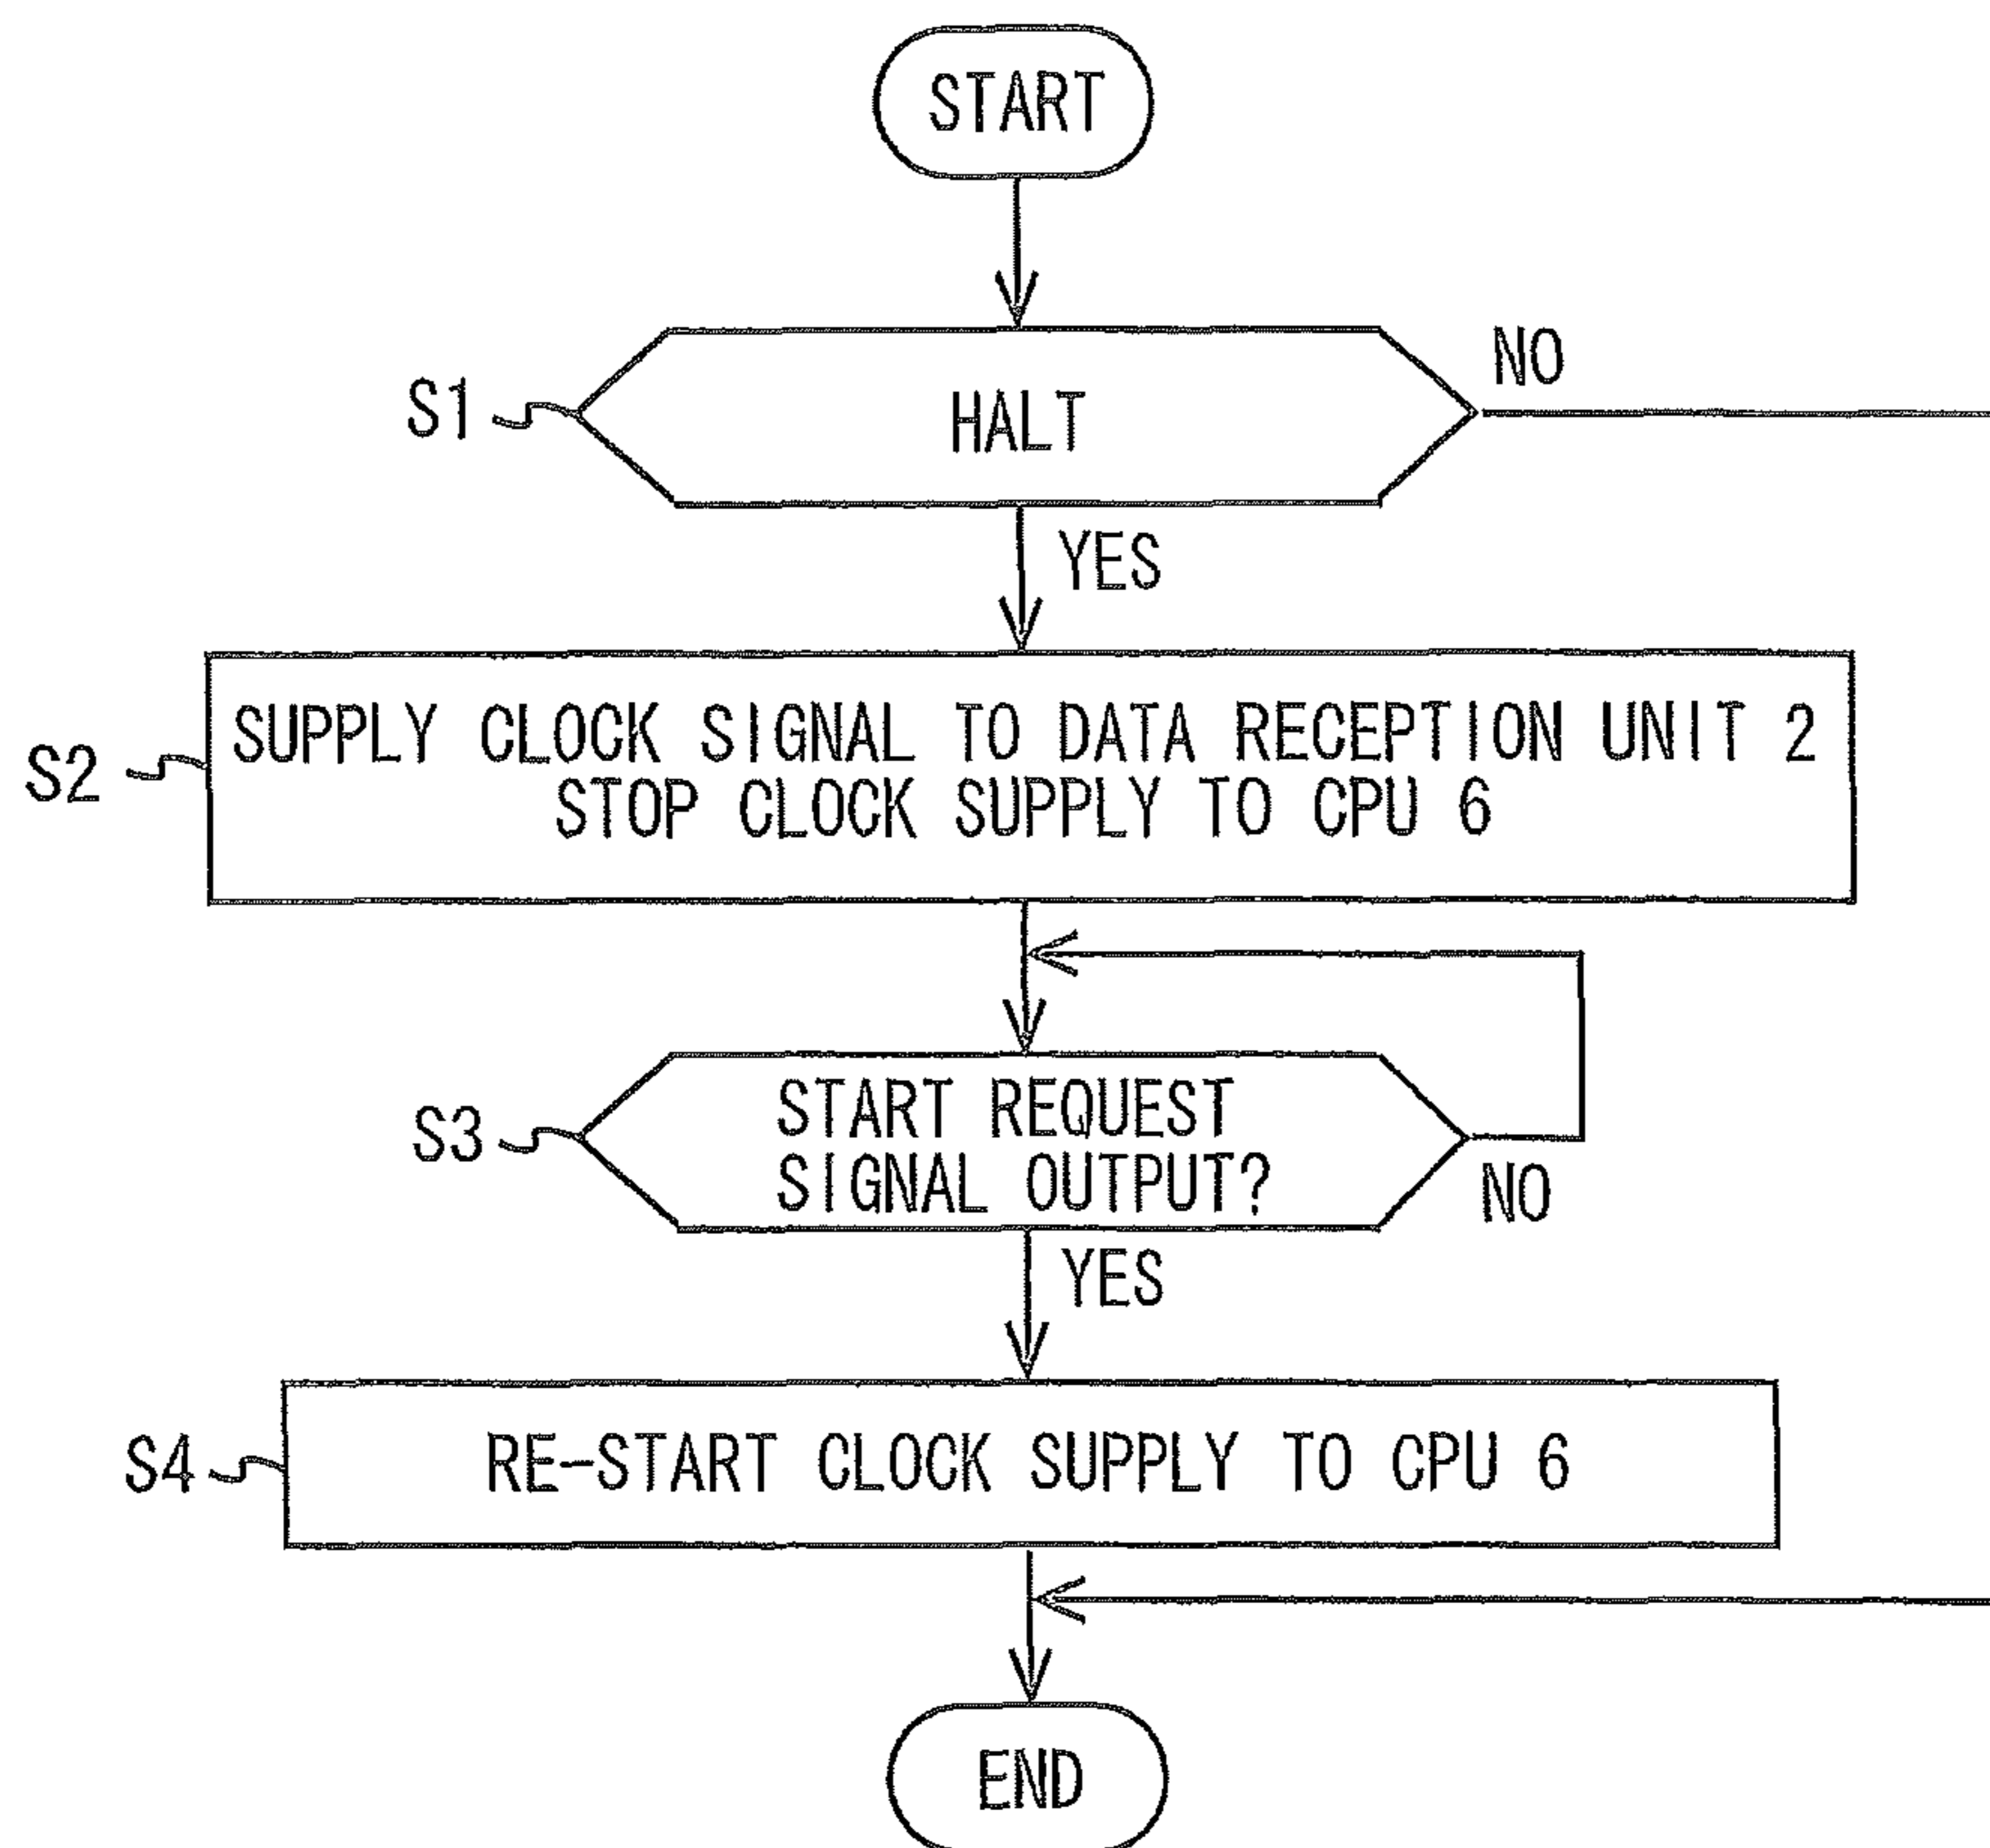 START
NO
S1
HALT
YES
S2
SUPPLY CLOCK SIGNAL TO DATA RECEPTION UNIT 2
STOP CLOCK SUPPLY TO CPU 6
S3
START REQUEST
SIGNAL OUTPUT?
NO
YES
S4
RE-START CLOCK SUPPLY TO CPU 6
END